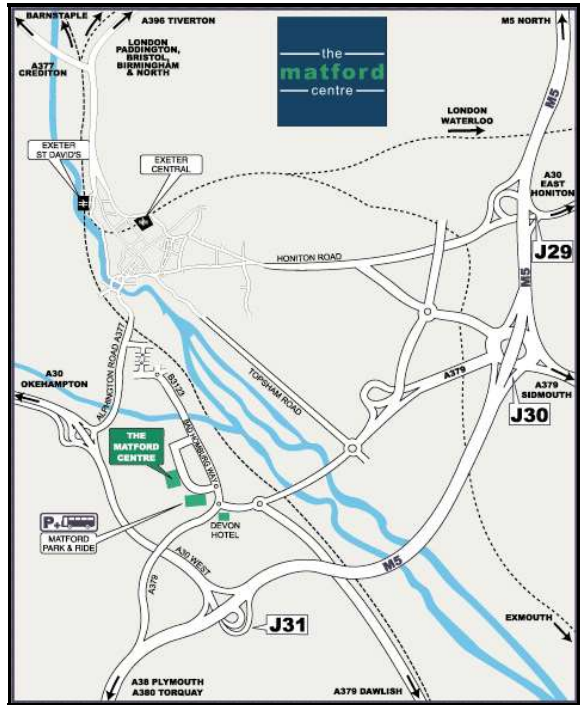 BARNSTAPLE
A396 TIVERTON
M5 NORTH
LONDON
PADDINGTON,
BRISTOL,
BIRMINGHAM
& NORTH
A377
CREDITON
the
matford
centre
M5
LONDON
WATERLOO
EXETER
ST DAVID'S
EXETER
CENTRAL
A30
EAST
HONITON
J29
HONITON ROAD
M5
ALPHINGTON ROAD A377
A30
OKEHAMPTON
B3123
TOPSHAM ROAD
A379
A379
SIDMOUTH
J30
THE
MATFORD
CENTRE
BAD HOMBURG WAY
P+
MATFORD
PARK & RIDE
DEVON
HOTEL
A30 WEST
A379
M5
J31
EXMOUTH
A38 PLYMOUTH
A380 TORQUAY
A379 DAWLISH